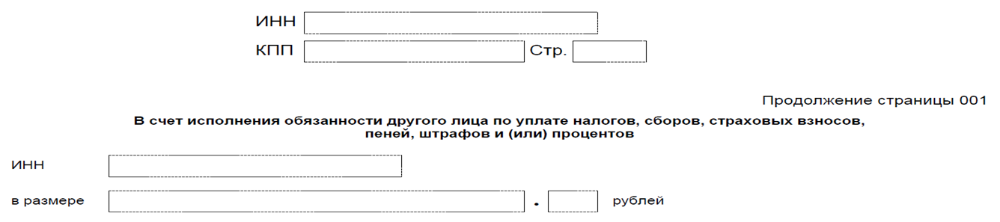 ИНН
КПП Стр.
Продолжение страницы 001
В счет исполнения обязанности другого лица по уплате налогов, сборов, страховых взносов,
пеней, штрафов и (или) процентов
ИНН
в размере . рублей